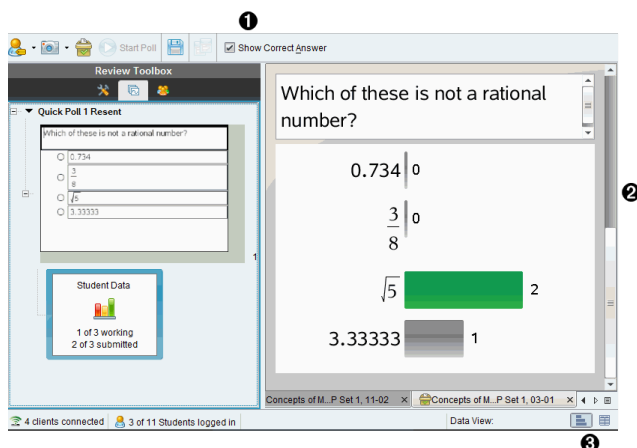 ❶
Start Poll
Show Correct Answer
Review Toolbox
Quick Poll 1 Resent
Which of these is not a rational number?
0.734
3
8
√5
3.33333
1
Student Data
1 of 3 working
2 of 3 submitted
Which of these is not a rational
number?
0.734 0
3
8
0
√5 2
3.33333 1
❷
Concepts of M...P Set 1, 11-02
Concepts of M...P Set 1, 03-01
4 clients connected
3 of 11 Students logged in
Data View:
❸